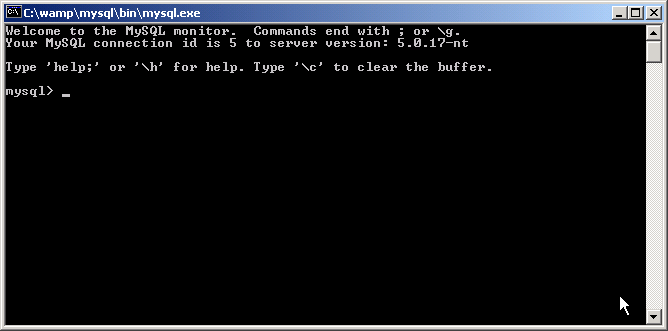 C:\wamp\mysql\bin\mysql.exe
Welcome to the MySQL monitor.  Commands end with ; or \g.
Your MySQL connection id is 5 to server version: 5.0.17-nt
Type 'help;' or '\h' for help. Type '\c' to clear the buffer.
mysql> _